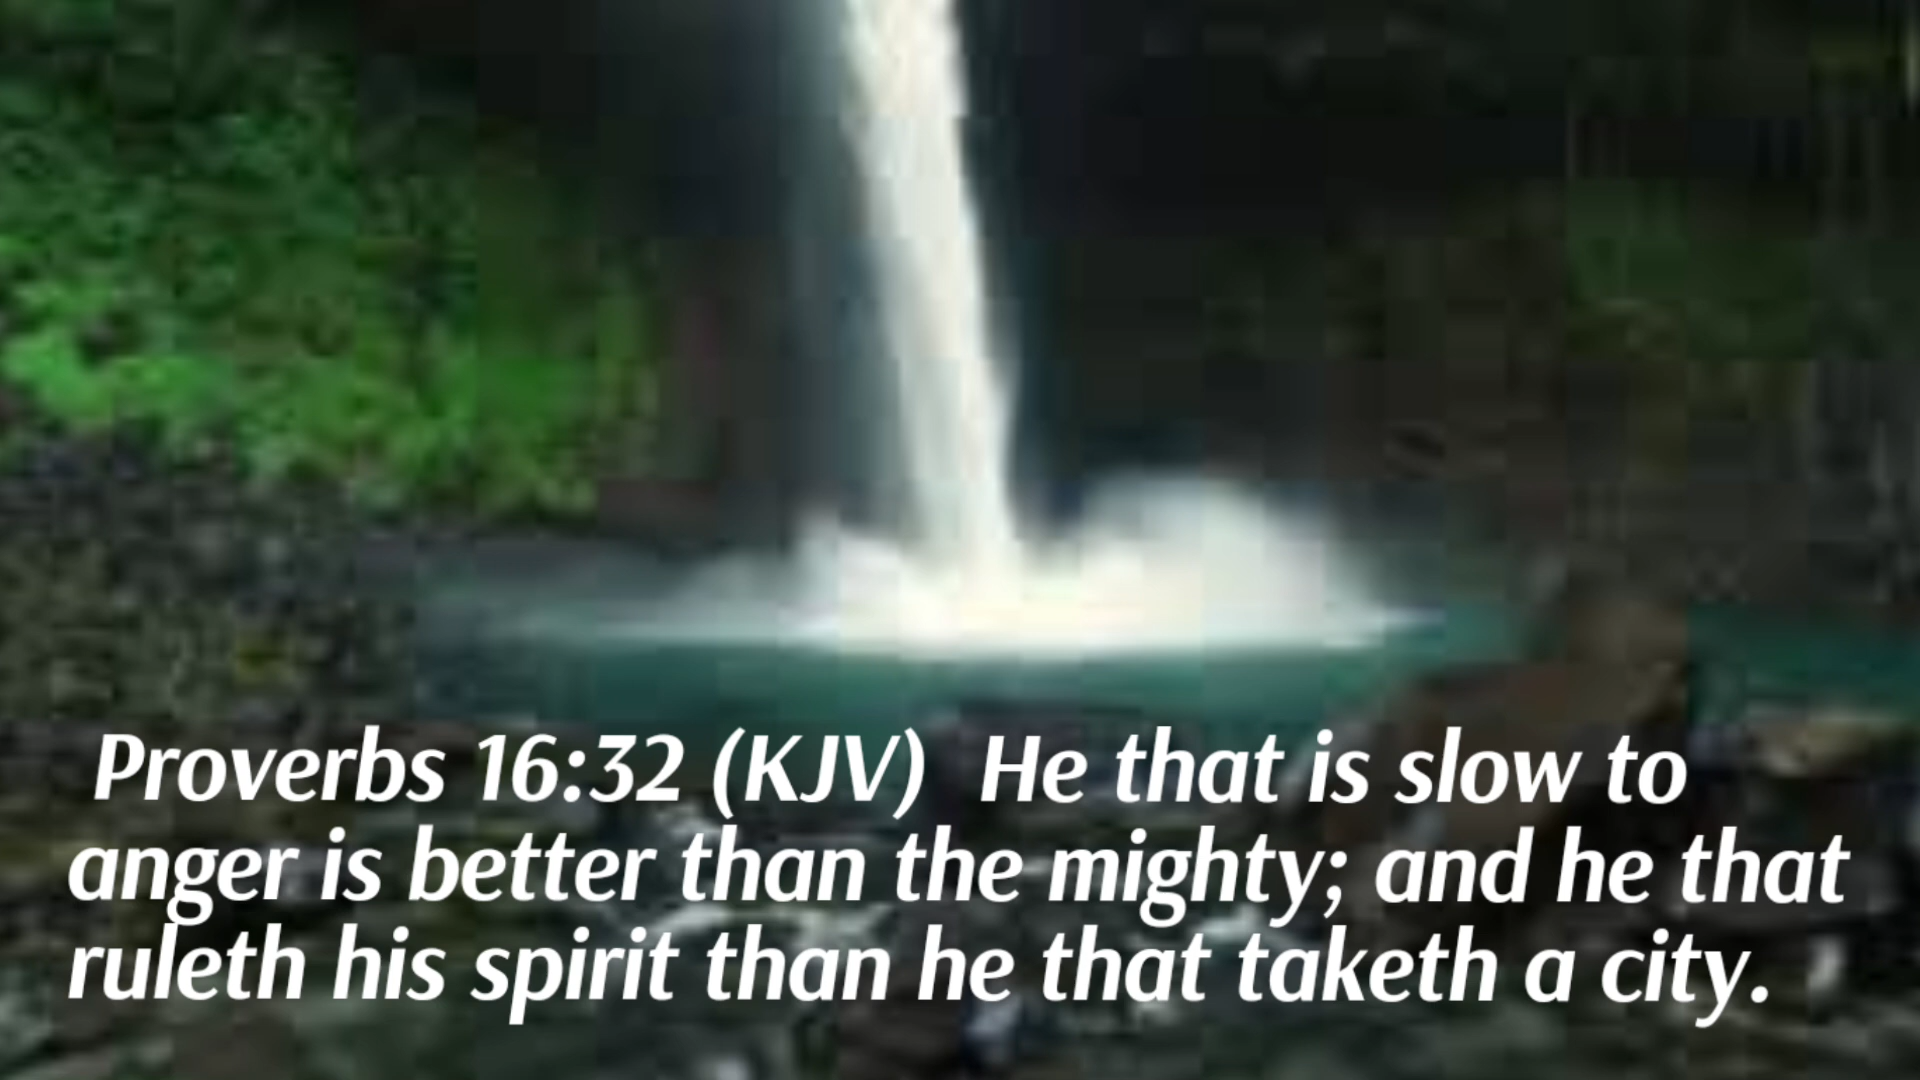 Proverbs 16:32 (KJV)  He that is slow to
anger is better than the mighty; and he that
ruleth his spirit than he that taketh a city.